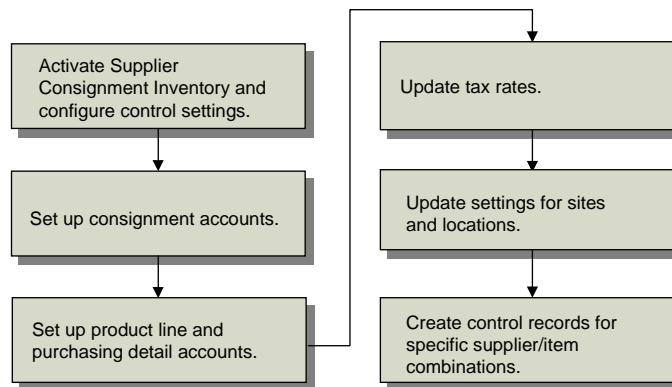 Activate Supplier
Consignment Inventory and
configure control settings.
Set up consignment accounts.
Set up product line and
purchasing detail accounts.
Update tax rates.
Update settings for sites
and locations.
Create control records for
specific supplier/item
combinations.